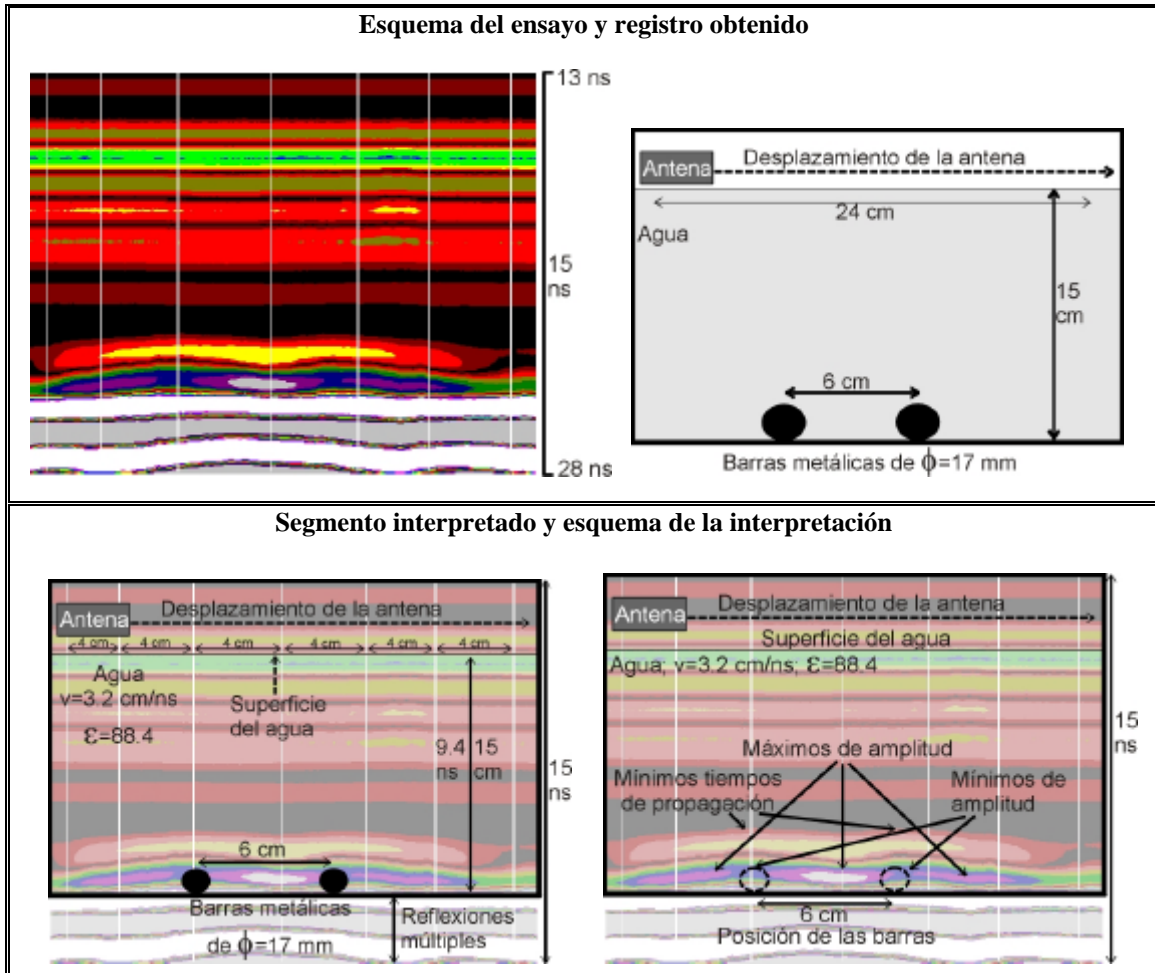 Esquema del ensayo y registro obtenido
13 ns
15
ns
28 ns
Antena
Desplazamiento de la antena
24 cm
Agua
15
cm
6 cm
Barras metálicas de ϕ=17 mm
Segmento interpretado y esquema de la interpretación
Antena
Desplazamiento de la antena
4 cm 4 cm 4 cm 4 cm 4 cm 4 cm
Agua
v=3.2 cm/ns
Ɛ=88.4
Superficie
del agua
9.4
ns
15
cm
15
ns
6 cm
Barras metálicas
de ϕ=17 mm
Reflexiones
múltiples
Antena
Desplazamiento de la antena
Superficie del agua
Agua; v=3.2 cm/ns; Ɛ=88.4
15
ns
Máximos de amplitud
Mínimos tiempos
de propagación
Mínimos de
amplitud
6 cm
Posición de las barras